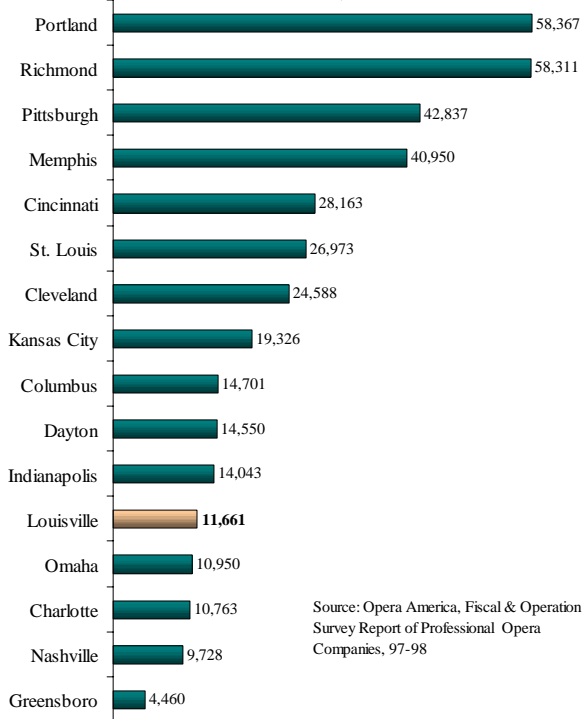 Portland 58,367
Richmond 58,311
Pittsburgh 42,837
Memphis 40,950
Cincinnati 28,163
St. Louis 26,973
Cleveland 24,588
Kansas City 19,326
Columbus 14,701
Dayton 14,550
Indianapolis 14,043
Louisville 11,661
Omaha 10,950
Charlotte 10,763
Nashville 9,728
Greensboro 4,460
Source: Opera America, Fiscal & Operation
Survey Report of Professional Opera
Companies, 97-98